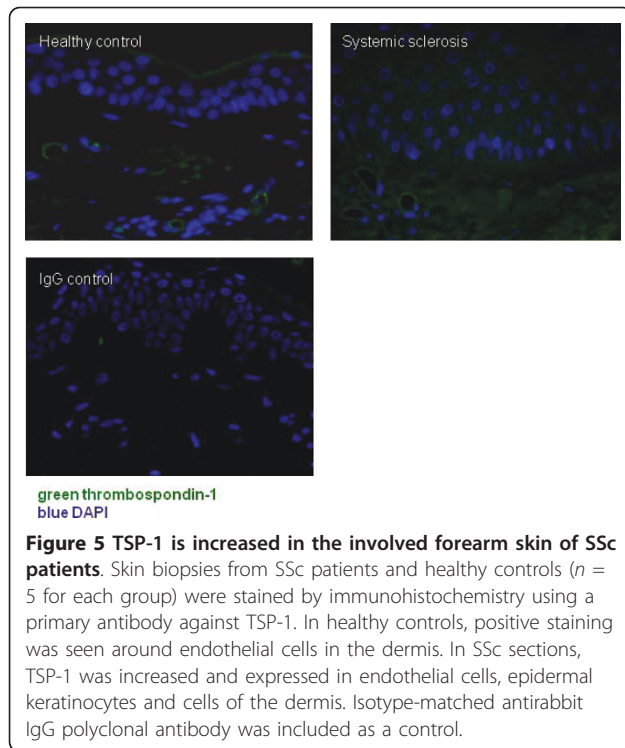 Healthy control
Systemic sclerosis
IgG control
green thrombospondin-1
blue DAPI
Figure 5 TSP-1 is increased in the involved forearm skin of SSc
patients. Skin biopsies from SSc patients and healthy controls (n =
5 for each group) were stained by immunohistochemistry using a
primary antibody against TSP-1. In healthy controls, positive staining
was seen around endothelial cells in the dermis. In SSc sections,
TSP-1 was increased and expressed in endothelial cells, epidermal
keratinocytes and cells of the dermis. Isotype-matched antirabbit
IgG polyclonal antibody was included as a control.